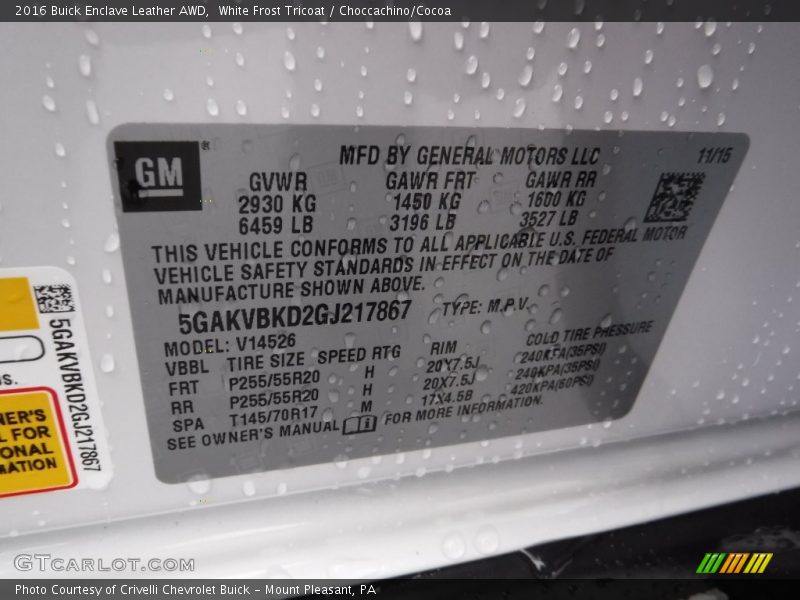 2016 Buick Enclave Leather AWD,  White Frost Tricoat / Choccachino/Cocoa
GM®
MFD BY GENERAL MOTORS LLC 11/15
GVWR GAWR FRT GAWR RR
2930 KG 1450 KG 1600 KG
6459 LB 3196 LB 3527 LB
THIS VEHICLE CONFORMS TO ALL APPLICABLE U.S. FEDERAL MOTOR
VEHICLE SAFETY STANDARDS IN EFFECT ON THE DATE OF
MANUFACTURE SHOWN ABOVE.
5GAKVBKD2GJ217867 TYPE: M.P.V.
MODEL: V14526
VBBL TIRE SIZE SPEED RTG RIM COLD TIRE PRESSURE
FRT P255/55R20 H 20X7.5J 240KPA(35PSI)
RR P255/55R20 H 20X7.5J 240KPA(35PSI)
SPA T145/70R17 M 17X4.5B 420KPA(60PSI)
SEE OWNER'S MANUAL FOR MORE INFORMATION.
5GAKVBKD2GJ217867
US.
NER'S
L FOR
ONAL
MATION
GTCARLOT.COM
Photo Courtesy of Crivelli Chevrolet Buick - Mount Pleasant, PA